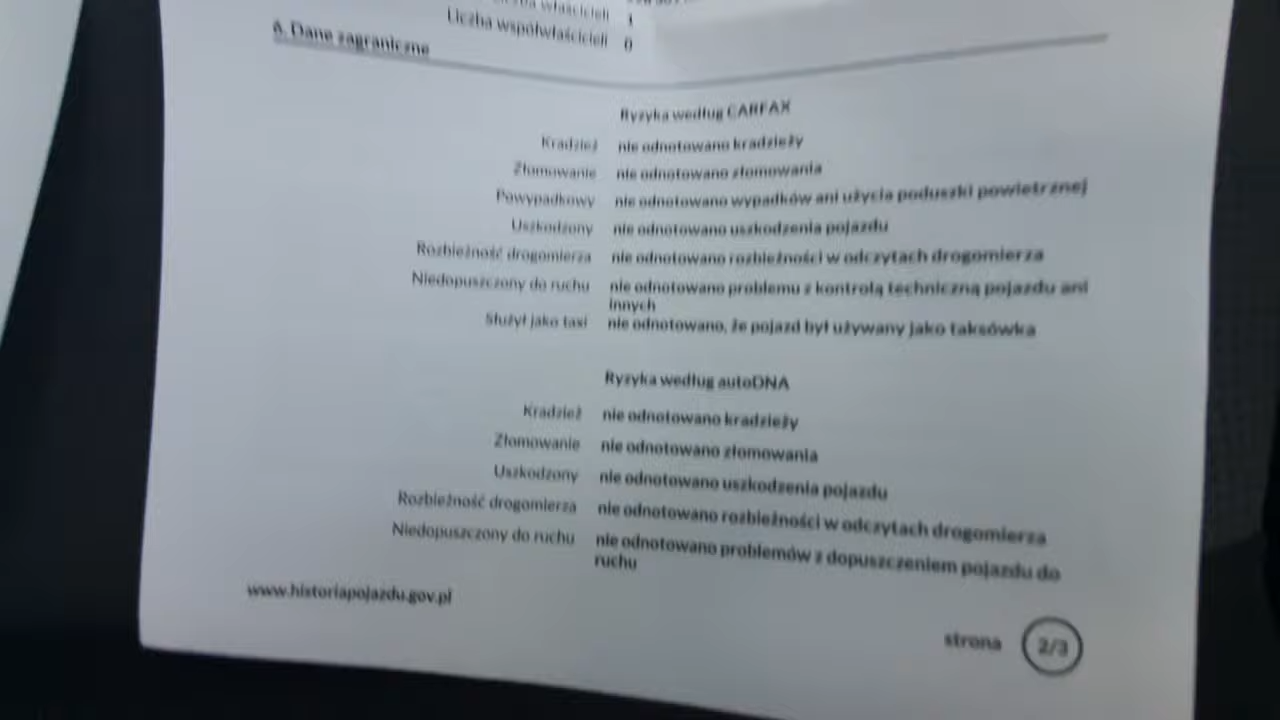 właścicieli 1
Liczba współwłaścicieli 0
6. Dane zagraniczne
Ryzyka według CARFAX
Kradzież nie odnotowano kradzieży
Złomowanie nie odnotowano złomowania
Powypadkowy nie odnotowano wypadków ani użycia poduszki powietrznej
Uszkodzony nie odnotowano uszkodzenia pojazdu
Rozbieżność drogomierza nie odnotowano rozbieżności w odczytach drogomierza
Niedopuszczony do ruchu nie odnotowano problemu z kontrolą techniczną pojazdu ani
innych
Służył jako taxi nie odnotowano, że pojazd był używany jako taksówka
Ryzyka według autoDNA
Kradzież nie odnotowano kradzieży
Złomowanie nie odnotowano złomowania
Uszkodzony nie odnotowano uszkodzenia pojazdu
Rozbieżność drogomierza nie odnotowano rozbieżności w odczytach drogomierza
Niedopuszczony do ruchu nie odnotowano problemów z dopuszczeniem pojazdu do
ruchu
www.historiapojazdu.gov.pl
strona 2/3